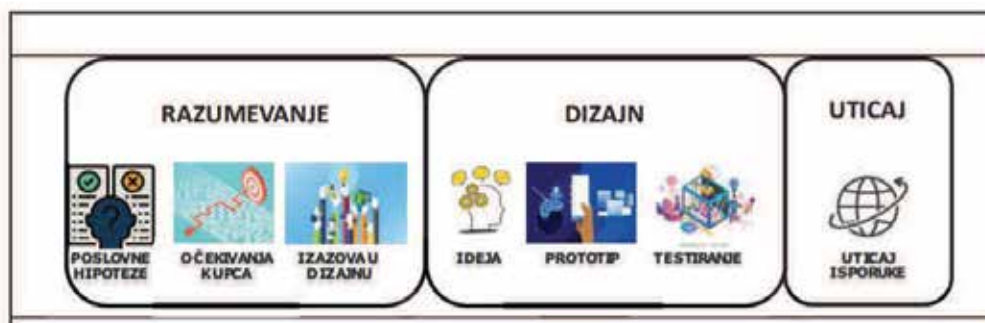 RAZUMEVANJE
POSLOVNE
HIPOTEZE
OČEKIVANJA
KUPCA
IZAZOVA U
DIZAJNU
DIZAJN
IDEJA
PROTOTIP
TESTIRANJE
UTICAJ
UTICAJ
ISPORUKE